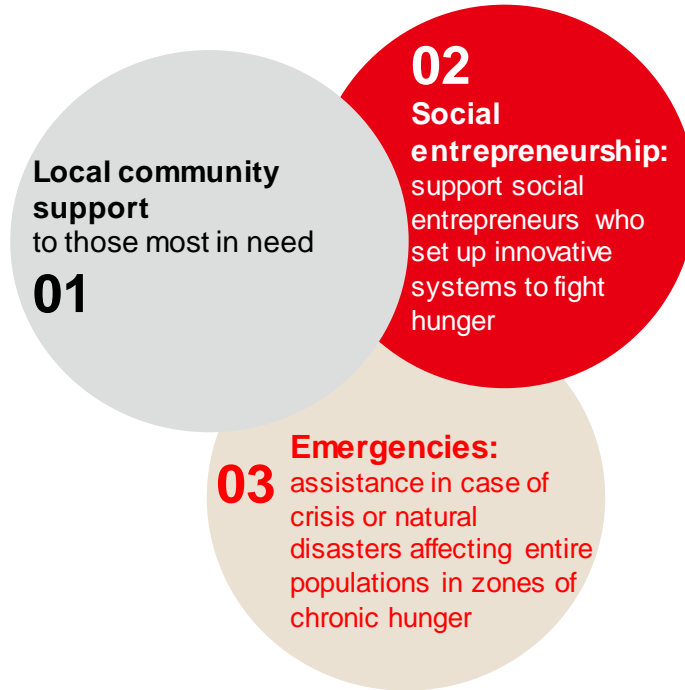 Local community
support
to those most in need
01
02
Social
entrepreneurship:
support social
entrepreneurs who
set up innovative
systems to fight
hunger
03
Emergencies:
assistance in case of
crisis or natural
disasters affecting entire
populations in zones of
chronic hunger